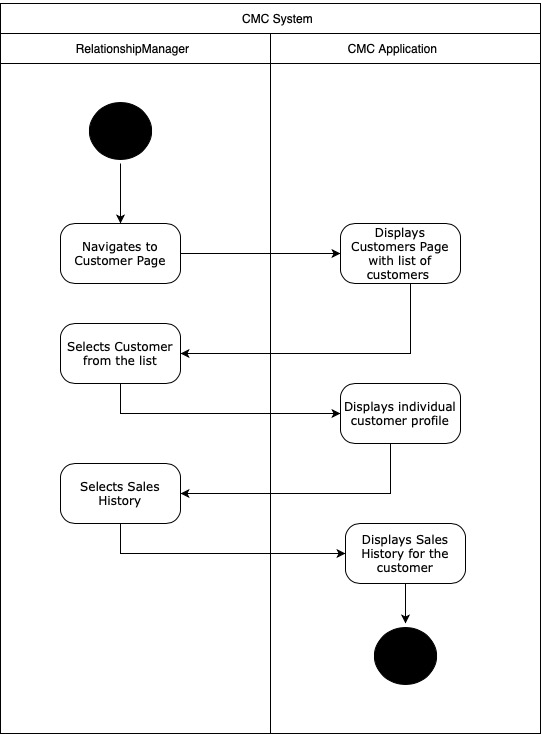 CMC System
RelationshipManager
CMC Application
Navigates to
Customer Page
Displays
Customers Page
with list of
customers
Selects Customer
from the list
Displays individual
customer profile
Selects Sales
History
Displays Sales
History for the
customer